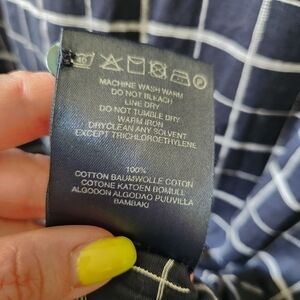 40
P
MACHINE WASH WARM
DO NOT BLEACH
LINE DRY
DO NOT TUMBLE DRY
WARM IRON
DRYCLEAN ANY SOLVENT
EXCEPT TRICHLOROETHYLENE
100%
COTTON BAUMWOLLE COTON
COTONE KATOEN BOMULL
ALGODON ALGODAO PUUVILLA
BAMBAKI